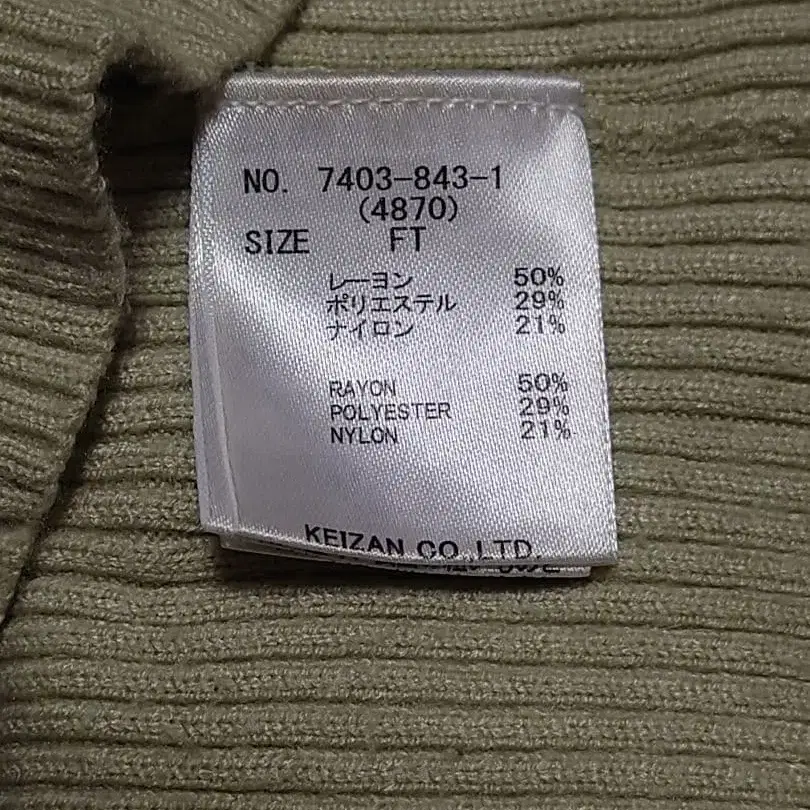 NO. 7403-843-1
(4870)
SIZE FT
レーヨン 50%
ポリエステル 29%
ナイロン 21%
RAYON 50%
POLYESTER 29%
NYLON 21%
KEIZAN CO.,LTD.